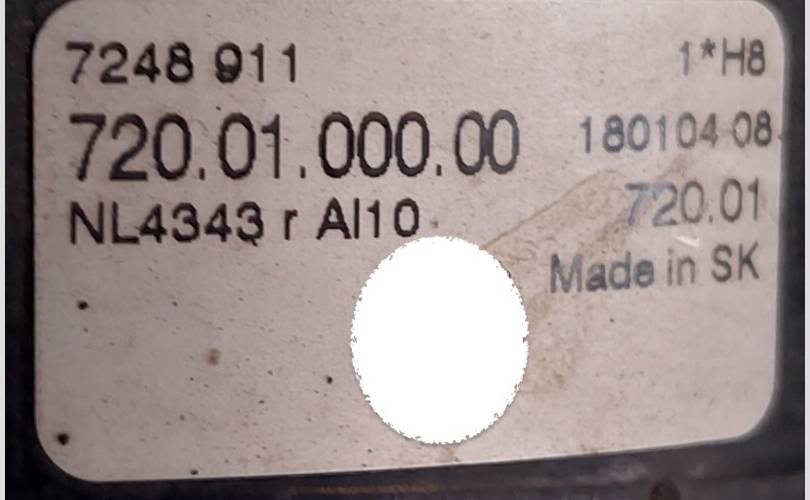 7248 911
1*H8
720.01.000.00
180104 08
NL4343 r Al10
720.01
Made in SK